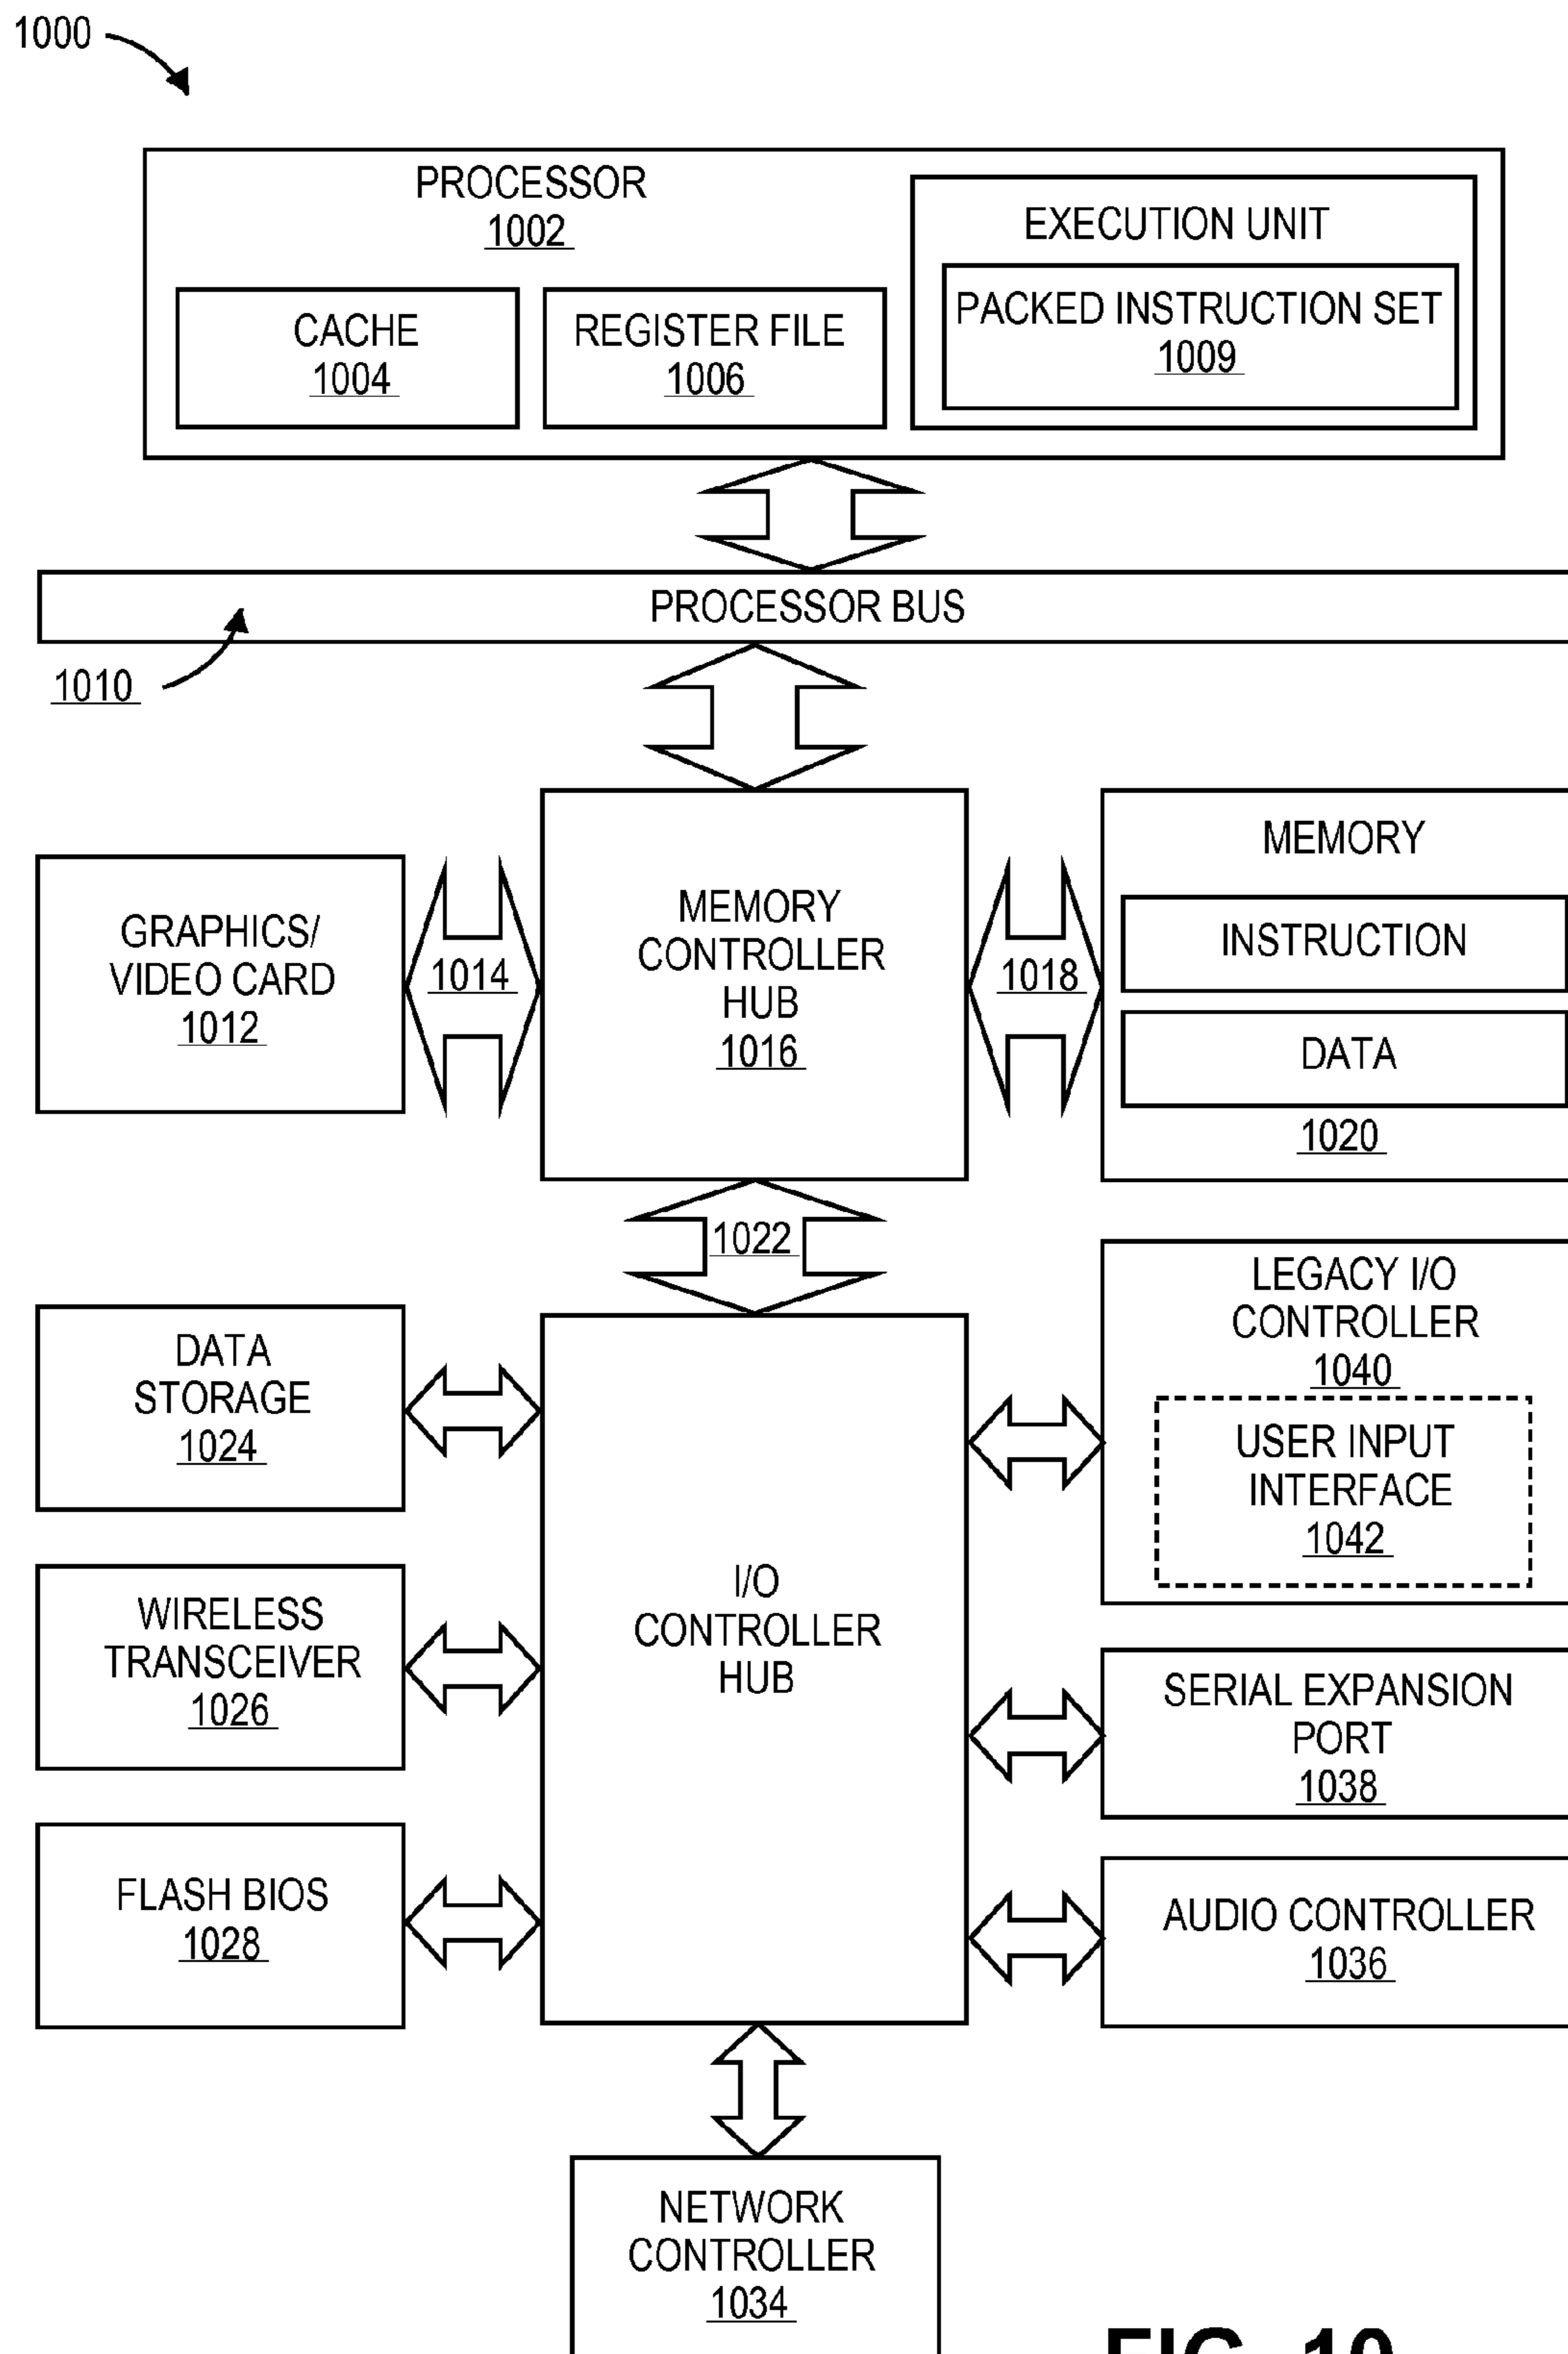 1000
PROCESSOR
1002
EXECUTION UNIT
PACKED INSTRUCTION SET
1009
CACHE
1004
REGISTER FILE
1006
PROCESSOR BUS
1010
GRAPHICS/
VIDEO CARD
1012
1014
MEMORY
CONTROLLER
HUB
1016
1018
MEMORY
INSTRUCTION
DATA
1020
1022
DATA
STORAGE
1024
LEGACY I/O
CONTROLLER
1040
USER INPUT
INTERFACE
1042
WIRELESS
TRANSCEIVER
1026
I/O
CONTROLLER
HUB
SERIAL EXPANSION
PORT
1038
FLASH BIOS
1028
AUDIO CONTROLLER
1036
NETWORK
CONTROLLER
1034
FIG. 10